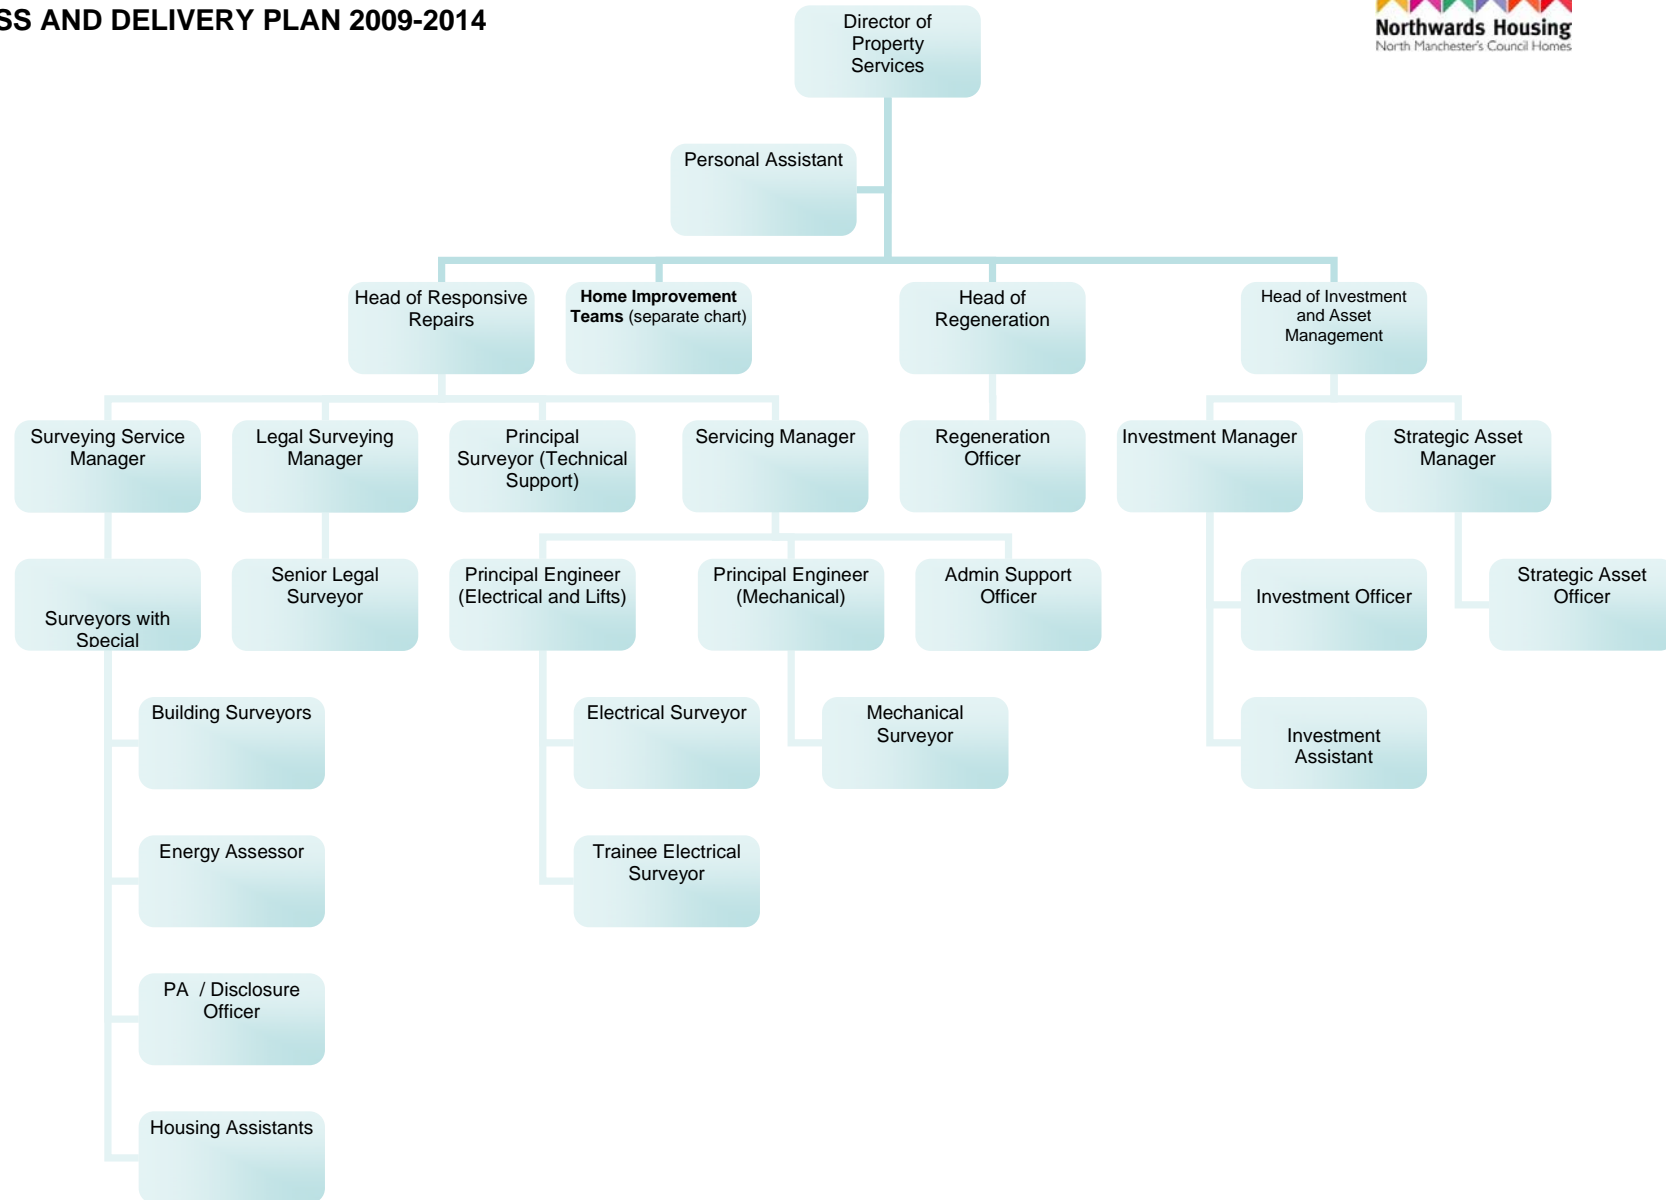 SS AND DELIVERY PLAN 2009-2014
Northwards Housing
North Manchester's Council Homes
Director of
Property
Services
Personal Assistant
Head of Responsive
Repairs
Home Improvement
Teams (separate chart)
Head of
Regeneration
Head of Investment
and Asset
Management
Surveying Service
Manager
Legal Surveying
Manager
Principal
Surveyor (Technical
Support)
Servicing Manager
Regeneration
Officer
Investment Manager
Strategic Asset
Manager
Surveyors with
Special
Senior Legal
Surveyor
Principal Engineer
(Electrical and Lifts)
Principal Engineer
(Mechanical)
Admin Support
Officer
Investment Officer
Strategic Asset
Officer
Building Surveyors
Electrical Surveyor
Mechanical
Surveyor
Investment
Assistant
Energy Assessor
Trainee Electrical
Surveyor
PA / Disclosure
Officer
Housing Assistants